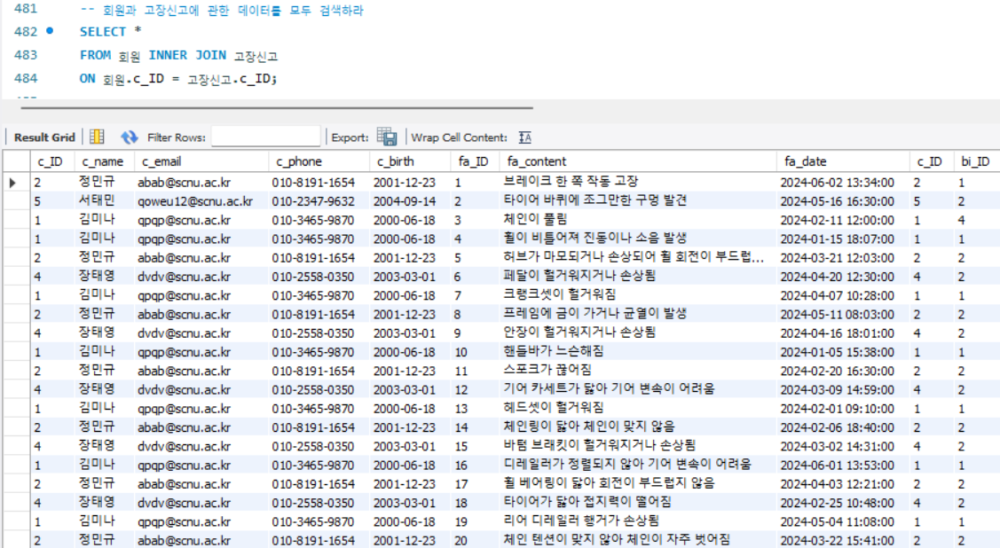 481 -- 회원과 고장신고에 관한 데이터를 모두 검색하라
482 SELECT *
483 FROM 회원 INNER JOIN 고장신고
484 ON 회원.c_ID = 고장신고.c_ID;
Result Grid Filter Rows: Export: Wrap Cell Content:
c_ID c_name c_email c_phone c_birth fa_ID fa_content fa_date c_ID bi_ID
2 정민규 abab@scnu.ac.kr 010-8191-1654 2001-12-23 1 브레이크 한 쪽 작동 고장 2024-06-02 13:34:00 2 1
5 서태민 qoweu12@scnu.ac.kr 010-2347-9632 2004-09-14 2 타이어 바퀴에 조그만한 구멍 발견 2024-05-16 16:30:00 5 2
1 김미나 qpqp@scnu.ac.kr 010-3465-9870 2000-06-18 3 체인이 풀림 2024-02-11 12:00:00 1 4
1 김미나 qpqp@scnu.ac.kr 010-3465-9870 2000-06-18 4 휠이 비틀어져 진동이나 소음 발생 2024-01-15 18:07:00 1 1
2 정민규 abab@scnu.ac.kr 010-8191-1654 2001-12-23 5 허브가 마모되거나 손상되어 휠 회전이 부드럽... 2024-03-21 12:03:00 2 2
4 장태영 dvdv@scnu.ac.kr 010-2558-0350 2003-03-01 6 페달이 헐거워지거나 손상됨 2024-04-20 12:30:00 4 2
1 김미나 qpqp@scnu.ac.kr 010-3465-9870 2000-06-18 7 크랭크셋이 헐거워짐 2024-04-07 10:28:00 1 1
2 정민규 abab@scnu.ac.kr 010-8191-1654 2001-12-23 8 프레임에 금이 가거나 균열이 발생 2024-05-11 08:03:00 2 2
4 장태영 dvdv@scnu.ac.kr 010-2558-0350 2003-03-01 9 안장이 헐거워지거나 손상됨 2024-04-16 18:01:00 4 2
1 김미나 qpqp@scnu.ac.kr 010-3465-9870 2000-06-18 10 핸들바가 느슨해짐 2024-01-05 15:38:00 1 1
2 정민규 abab@scnu.ac.kr 010-8191-1654 2001-12-23 11 스포크가 끊어짐 2024-02-20 16:30:00 2 2
4 장태영 dvdv@scnu.ac.kr 010-2558-0350 2003-03-01 12 기어 카세트가 닳아 기어 변속이 어려움 2024-03-09 14:59:00 4 2
1 김미나 qpqp@scnu.ac.kr 010-3465-9870 2000-06-18 13 헤드셋이 헐거워짐 2024-02-01 09:10:00 1 1
2 정민규 abab@scnu.ac.kr 010-8191-1654 2001-12-23 14 체인링이 닳아 체인이 맞지 않음 2024-02-06 18:40:00 2 2
4 장태영 dvdv@scnu.ac.kr 010-2558-0350 2003-03-01 15 바텀 브래킷이 헐거워지거나 손상됨 2024-03-02 14:31:00 4 2
1 김미나 qpqp@scnu.ac.kr 010-3465-9870 2000-06-18 16 디레일러가 정렬되지 않아 기어 변속이 어려움 2024-06-01 13:53:00 1 1
2 정민규 abab@scnu.ac.kr 010-8191-1654 2001-12-23 17 휠 베어링이 닳아 회전이 부드럽지 않음 2024-04-03 12:21:00 2 2
4 장태영 dvdv@scnu.ac.kr 010-2558-0350 2003-03-01 18 타이어가 닳아 접지력이 떨어짐 2024-02-25 10:48:00 4 2
1 김미나 qpqp@scnu.ac.kr 010-3465-9870 2000-06-18 19 리어 디레일러 행거가 손상됨 2024-05-04 11:08:00 1 1
2 정민규 abab@scnu.ac.kr 010-8191-1654 2001-12-23 20 체인 텐션이 맞지 않아 체인이 자주 벗어짐 2024-03-22 15:41:00 2 2